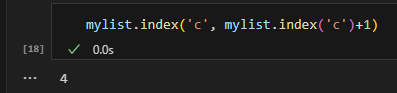 mylist.index('c', mylist.index('c')+1)
[18]
✓ 0.0s
... 4